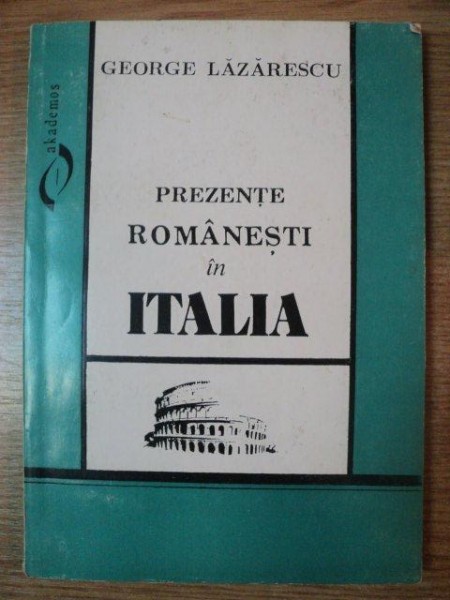 GEORGE LĂZĂRESCU
akademos
PREZENȚE
ROMÂNEȘTI
în
ITALIA